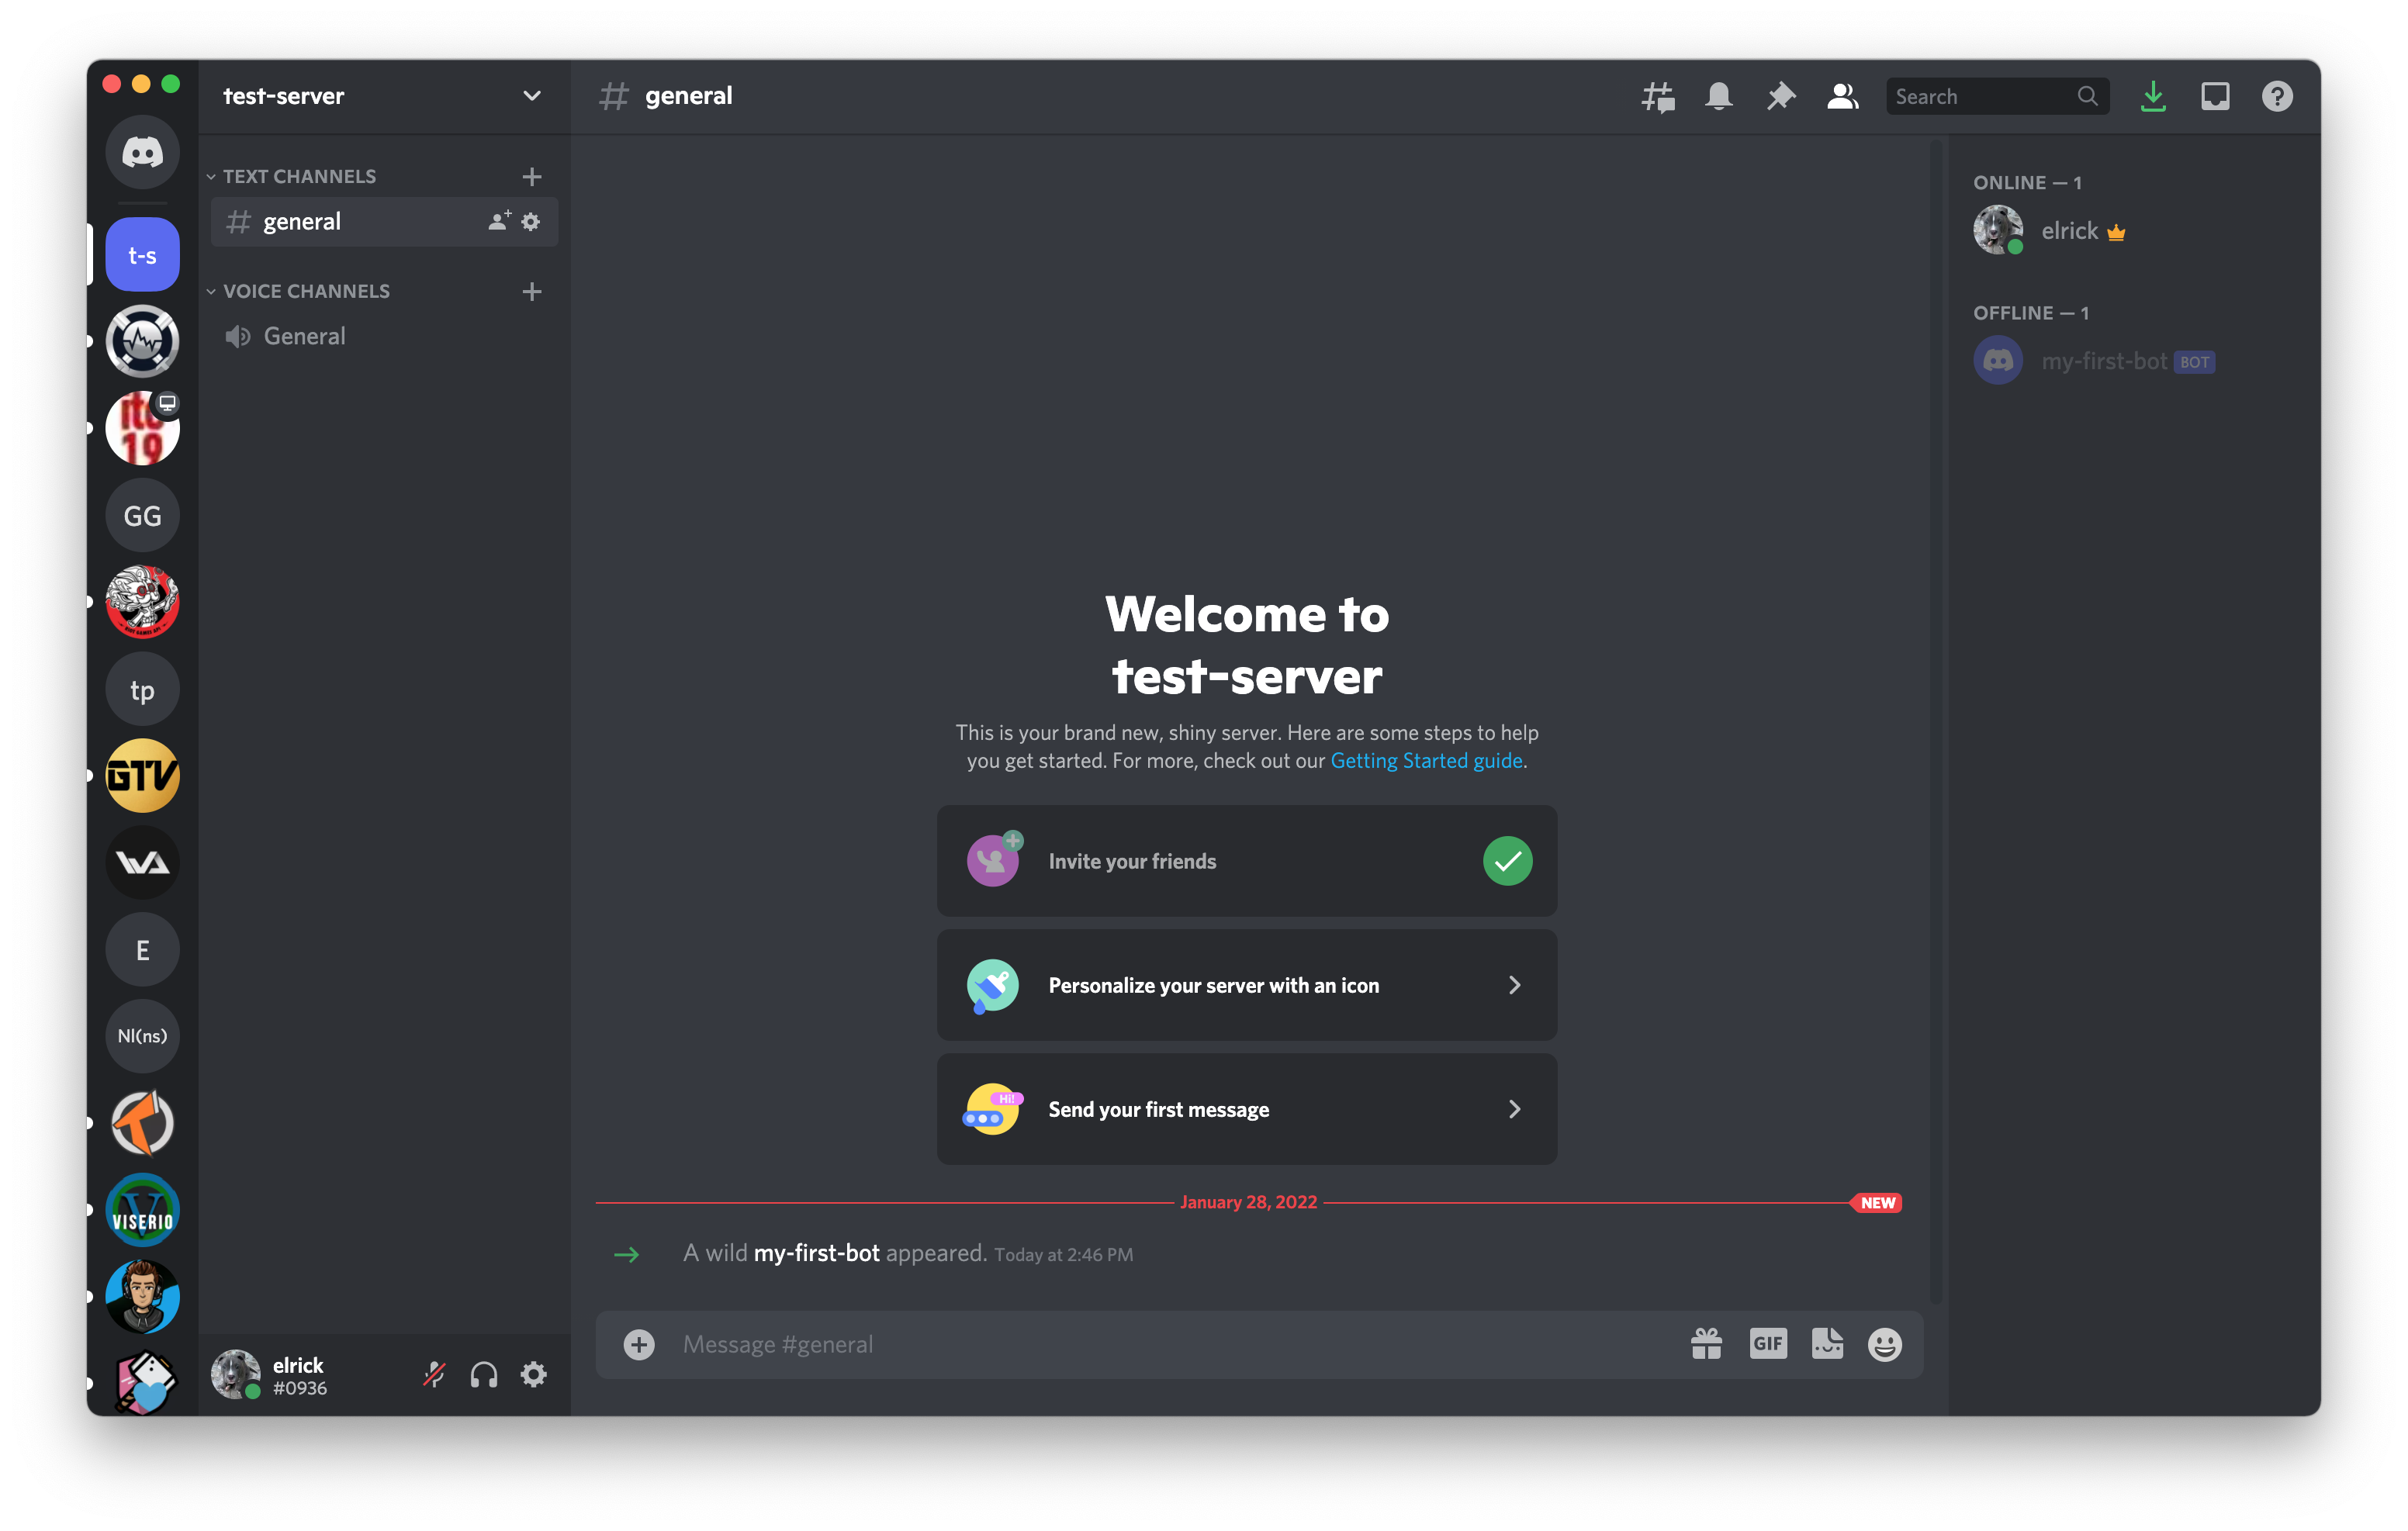 test-server
general
Search
TEXT CHANNELS
general
VOICE CHANNELS
General
t-s
GG
tp
GTV
WA
E
NI(ns)
VISERIO
ONLINE — 1
elrick
OFFLINE — 1
my-first-bot BOT
Welcome to
test-server
This is your brand new, shiny server. Here are some steps to help
you get started. For more, check out our Getting Started guide.
Invite your friends
Personalize your server with an icon
Hi!
Send your first message
January 28, 2022
NEW
A wild my-first-bot appeared. Today at 2:46 PM
Message #general
GIF
elrick
#0936